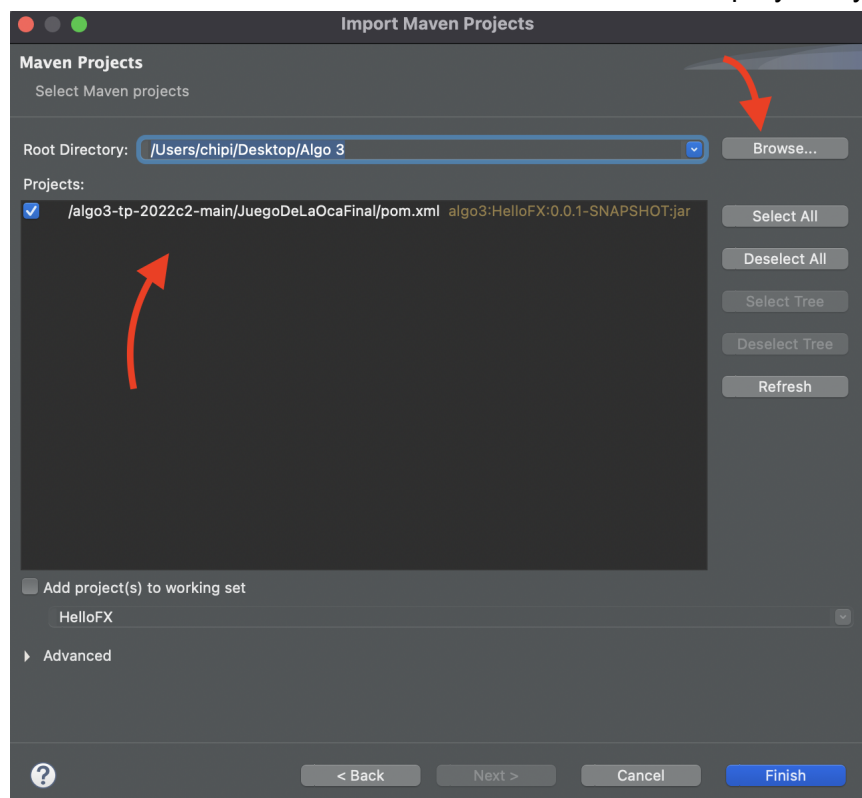 Import Maven Projects
Maven Projects
Select Maven projects
Root Directory: /Users/chipi/Desktop/Algo 3 Browse...
Projects:
/algo3-tp-2022c2-main/JuegoDeLaOcaFinal/pom.xml algo3:HelloFX:0.0.1-SNAPSHOT:jar
Select All
Deselect All
Select Tree
Deselect Tree
Refresh
Add project(s) to working set
HelloFX
Advanced
? < Back Next > Cancel Finish